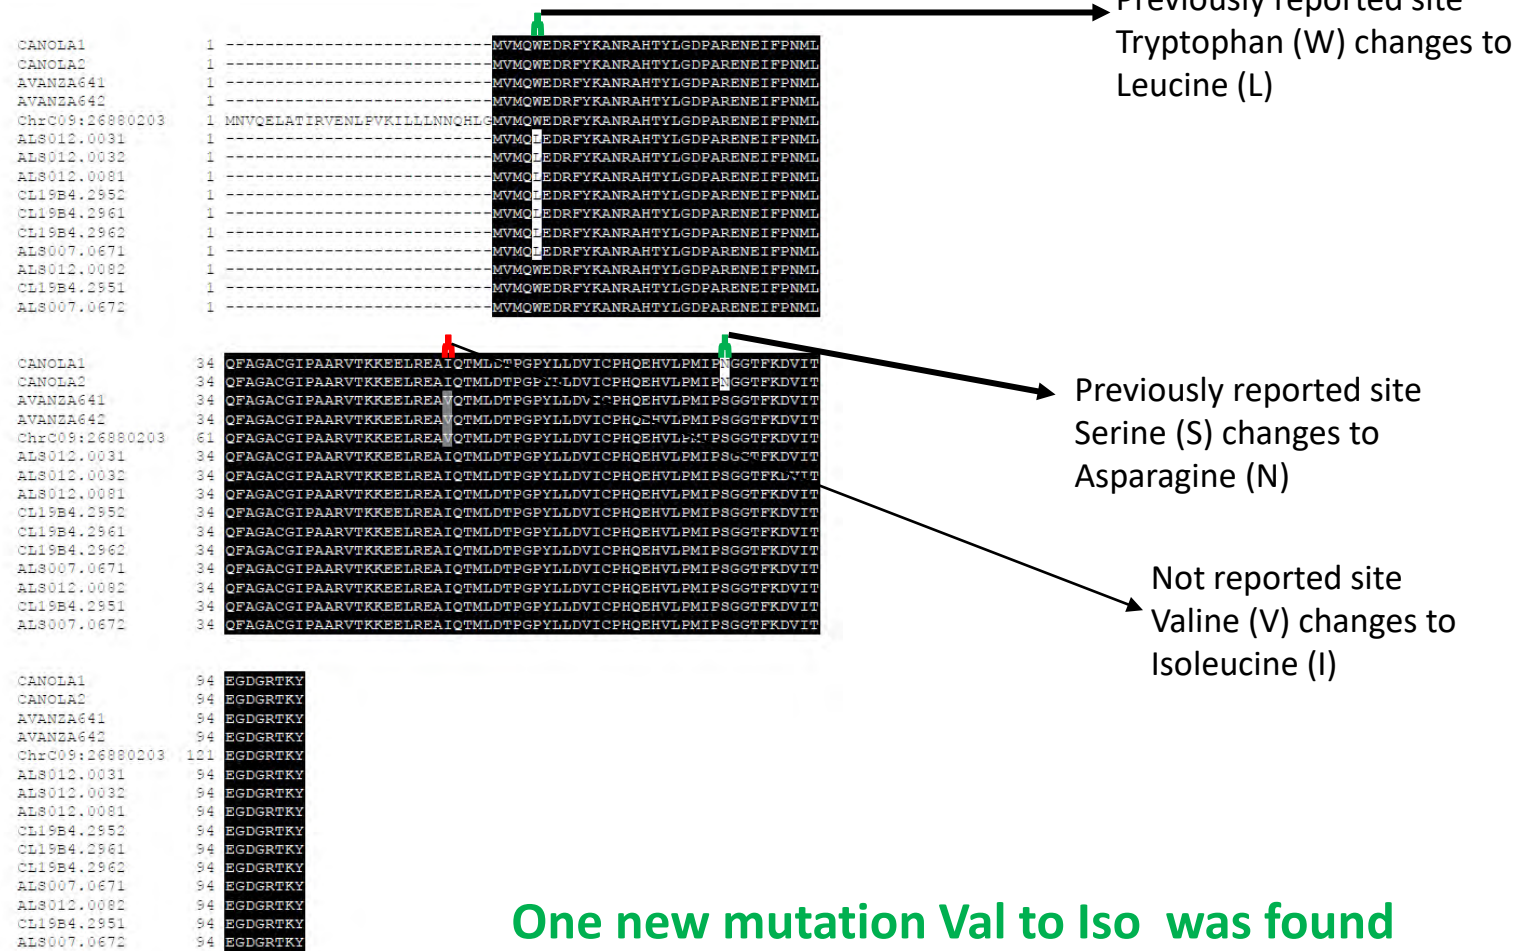 Previously reported site
Tryptophan (W) changes to
Leucine (L)
CANOLA1 1 --------------------------- MVMQWEDRFYKANRAHTYLGDPARENEIFPNML
CANOLA2 1 --------------------------- MVMQWEDRFYKANRAHTYLGDPARENEIFPNML
AVANZA641 1 --------------------------- MVMQWEDRFYKANRAHTYLGDPARENEIFPNML
AVANZA642 1 --------------------------- MVMQWEDRFYKANRAHTYLGDPARENEIFPNML
ChrC09:26880203 1 MNVQELATIRVENLPVKILLLNNQHLGMVMQWEDRFYKANRAHTYLGDPARENEIFPNML
ALS012.0031 1 --------------------------- MVMQLEDRFYKANRAHTYLGDPARENEIFPNML
ALS012.0032 1 --------------------------- MVMQLEDRFYKANRAHTYLGDPARENEIFPNML
ALS012.0081 1 --------------------------- MVMQLEDRFYKANRAHTYLGDPARENEIFPNML
CL19B4.2952 1 --------------------------- MVMQLEDRFYKANRAHTYLGDPARENEIFPNML
CL19B4.2961 1 --------------------------- MVMQLEDRFYKANRAHTYLGDPARENEIFPNML
CL19B4.2962 1 --------------------------- MVMQLEDRFYKANRAHTYLGDPARENEIFPNML
ALS007.0671 1 --------------------------- MVMQLEDRFYKANRAHTYLGDPARENEIFPNML
ALS012.0082 1 --------------------------- MVMQWEDRFYKANRAHTYLGDPARENEIFPNML
CL19B4.2951 1 --------------------------- MVMQWEDRFYKANRAHTYLGDPARENEIFPNML
ALS007.0672 1 --------------------------- MVMQWEDRFYKANRAHTYLGDPARENEIFPNML
CANOLA1 34 QFAGACGIPAARVTKKEELREAIQTMLDTPGPYLLDVICPHQEHVLPMIPNGGTFKDVIT
CANOLA2 34 QFAGACGIPAARVTKKEELREAIQTMLDTPGPYLLDVICPHQEHVLPMIPNGGTFKDVIT
AVANZA641 34 QFAGACGIPAARVTKKEELREAVQTMLDTPGPYLLDVICPHQEHVLPMIPSGGTFKDVIT
AVANZA642 34 QFAGACGIPAARVTKKEELREAVQTMLDTPGPYLLDVICPHQEHVLPMIPSGGTFKDVIT
ChrC09:26880203 61 QFAGACGIPAARVTKKEELREAVQTMLDTPGPYLLDVICPHQEHVLPMIPSGGTFKDVIT
ALS012.0031 34 QFAGACGIPAARVTKKEELREAIQTMLDTPGPYLLDVICPHQEHVLPMIPSGGTFKDVIT
ALS012.0032 34 QFAGACGIPAARVTKKEELREAIQTMLDTPGPYLLDVICPHQEHVLPMIPSGGTFKDVIT
ALS012.0081 34 QFAGACGIPAARVTKKEELREAIQTMLDTPGPYLLDVICPHQEHVLPMIPSGGTFKDVIT
CL19B4.2952 34 QFAGACGIPAARVTKKEELREAIQTMLDTPGPYLLDVICPHQEHVLPMIPSGGTFKDVIT
CL19B4.2961 34 QFAGACGIPAARVTKKEELREAIQTMLDTPGPYLLDVICPHQEHVLPMIPSGGTFKDVIT
CL19B4.2962 34 QFAGACGIPAARVTKKEELREAIQTMLDTPGPYLLDVICPHQEHVLPMIPSGGTFKDVIT
ALS007.0671 34 QFAGACGIPAARVTKKEELREAIQTMLDTPGPYLLDVICPHQEHVLPMIPSGGTFKDVIT
ALS012.0082 34 QFAGACGIPAARVTKKEELREAIQTMLDTPGPYLLDVICPHQEHVLPMIPSGGTFKDVIT
CL19B4.2951 34 QFAGACGIPAARVTKKEELREAIQTMLDTPGPYLLDVICPHQEHVLPMIPSGGTFKDVIT
ALS007.0672 34 QFAGACGIPAARVTKKEELREAIQTMLDTPGPYLLDVICPHQEHVLPMIPSGGTFKDVIT
Previously reported site
Serine (S) changes to
Asparagine (N)
Not reported site
Valine (V) changes to
Isoleucine (I)
CANOLA1 94 EGDGRTKY
CANOLA2 94 EGDGRTKY
AVANZA641 94 EGDGRTKY
AVANZA642 94 EGDGRTKY
ChrC09:26880203 121 EGDGRTKY
ALS012.0031 94 EGDGRTKY
ALS012.0032 94 EGDGRTKY
ALS012.0081 94 EGDGRTKY
CL19B4.2952 94 EGDGRTKY
CL19B4.2961 94 EGDGRTKY
CL19B4.2962 94 EGDGRTKY
ALS007.0671 94 EGDGRTKY
ALS012.0082 94 EGDGRTKY
CL19B4.2951 94 EGDGRTKY
ALS007.0672 94 EGDGRTKY
One new mutation Val to Iso was found